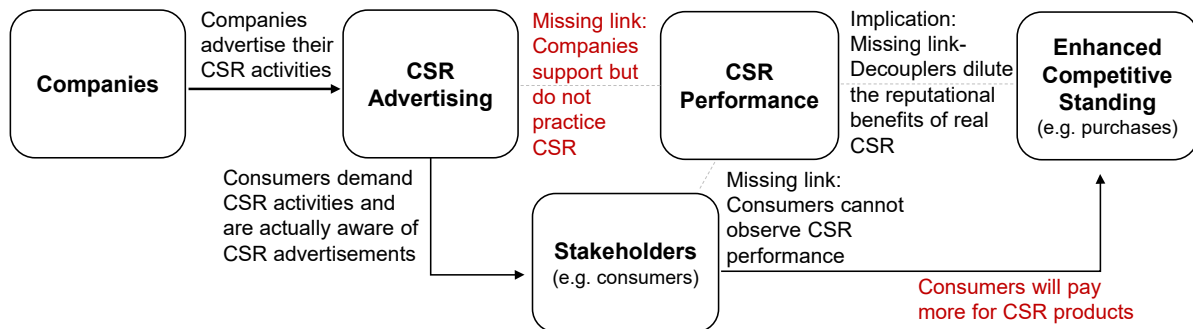 Companies
Companies
advertise their
CSR activities
CSR
Advertising
Missing link:
Companies
support but
do not
practice
CSR
CSR
Performance
Implication:
Missing link-
Decouplers dilute
the reputational
benefits of real
CSR
Enhanced
Competitive
Standing
(e.g. purchases)
Consumers demand
CSR activities and
are actually aware of
CSR advertisements
Stakeholders
(e.g. consumers)
Missing link:
Consumers cannot
observe CSR
performance
Consumers will pay
more for CSR products